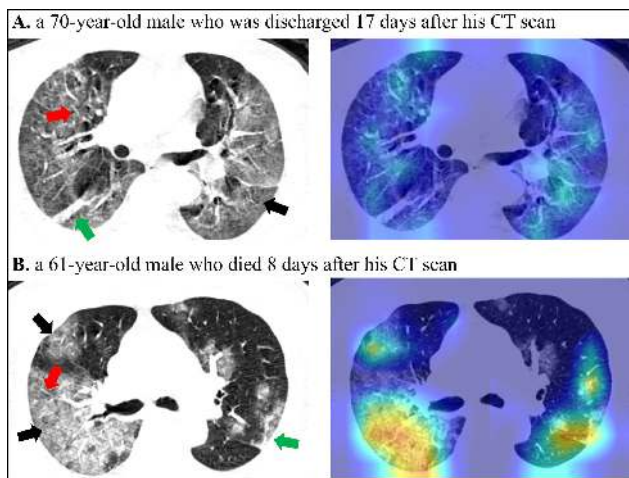 A. a 70-year-old male who was discharged 17 days after his CT scan
B. a 61-year-old male who died 8 days after his CT scan